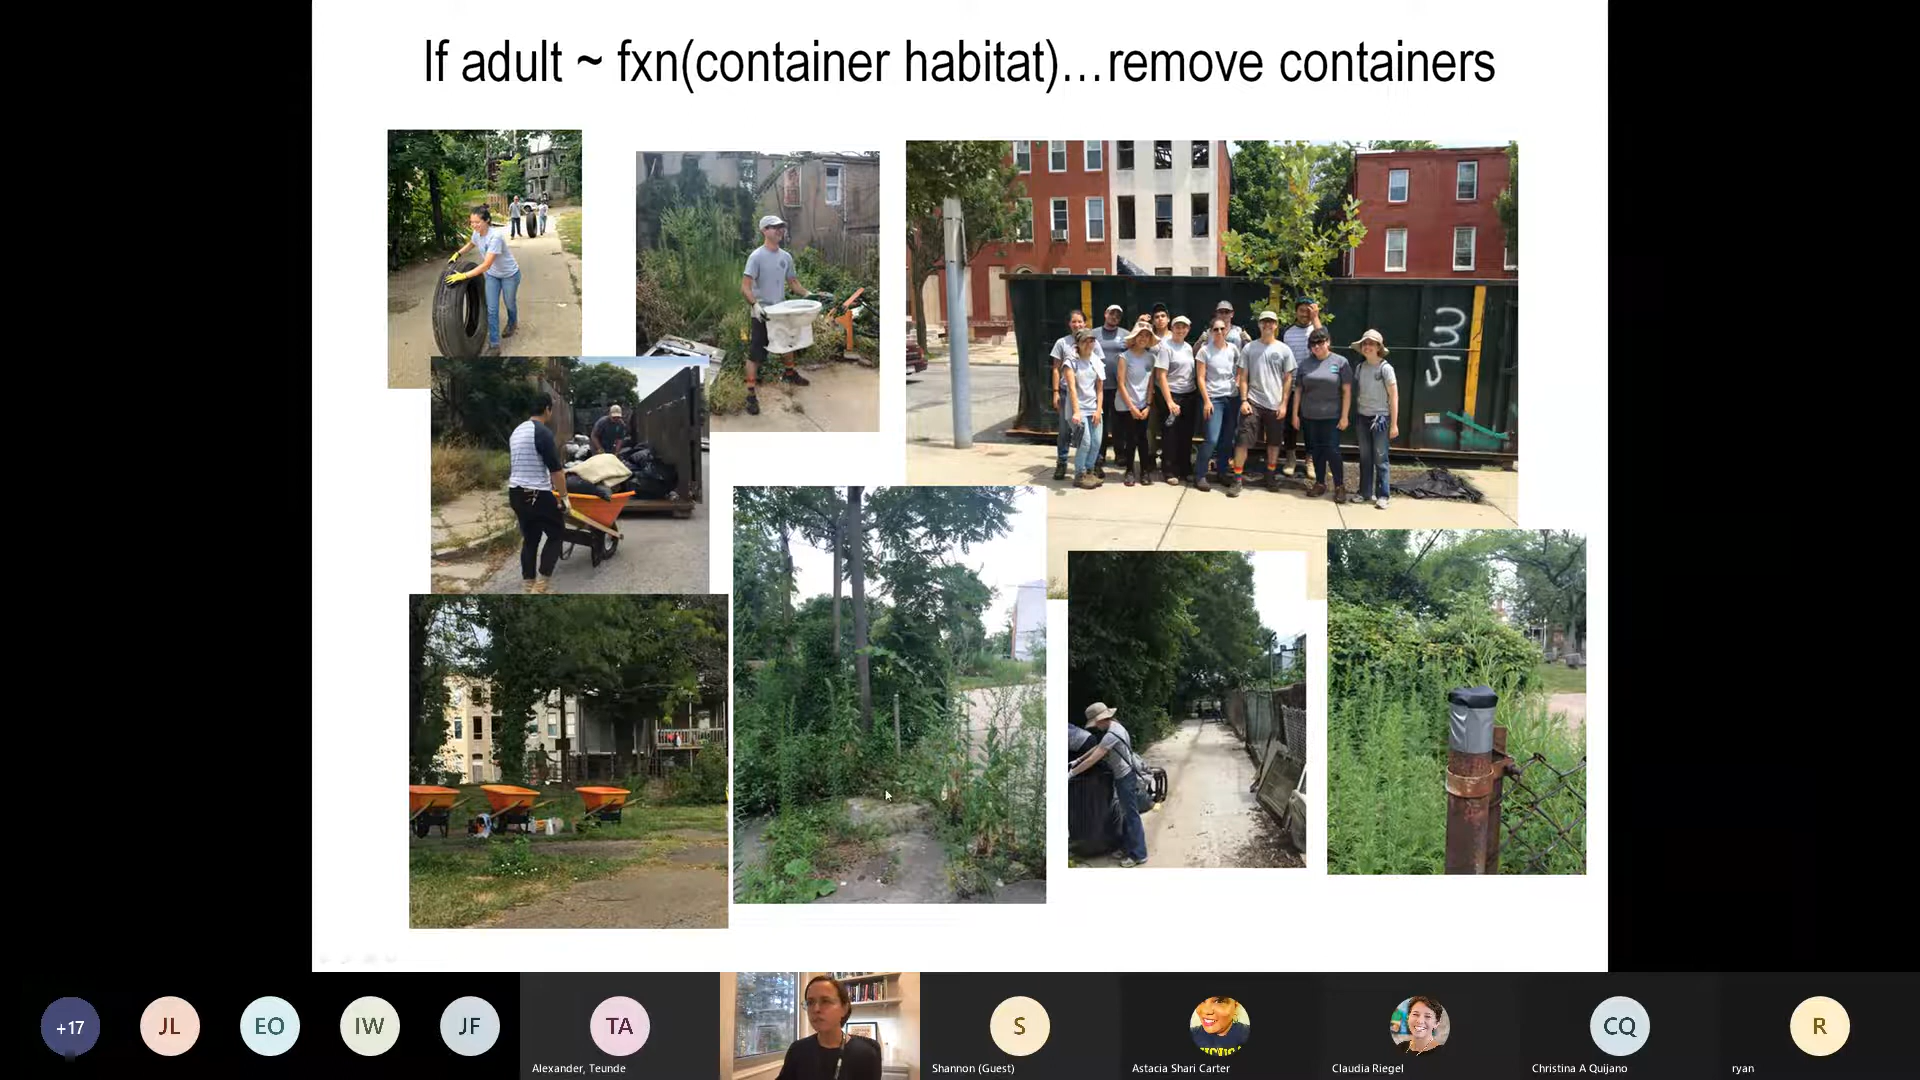 If adult ~ fxn(container habitat)…remove containers
35
+17
JL
EO
IW
JF
TA
S
CQ
R
Alexander, Teunde
Shannon (Guest)
Astacia Shari Carter
Claudia Riegel
Christina A Quijano
ryan